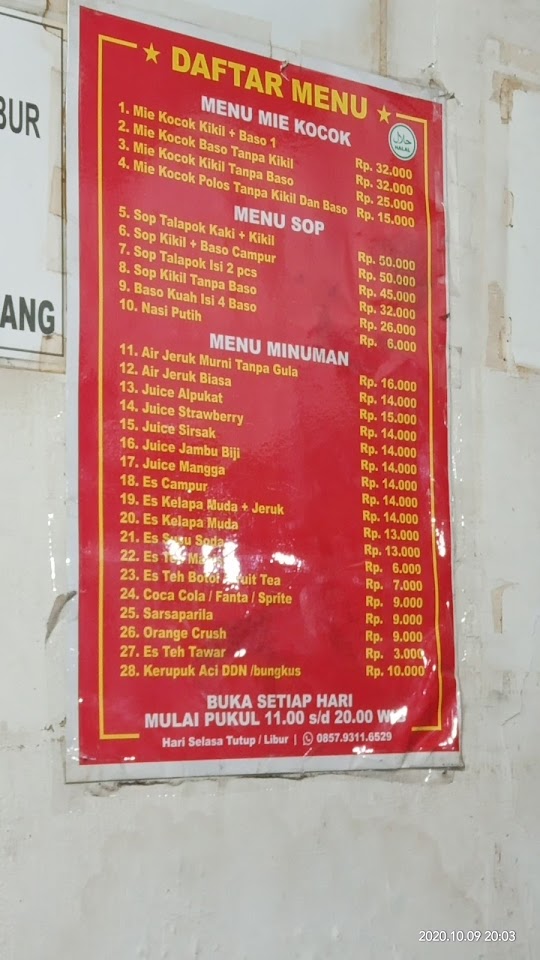 BUR
ANG
DAFTAR MENU
HALAL
MENU MIE KOCOK
1. Mie Kocok Kikil + Baso 1 Rp. 32.000
2. Mie Kocok Baso Tanpa Kikil Rp. 32.000
3. Mie Kocok Kikil Tanpa Baso Rp. 25.000
4. Mie Kocok Polos Tanpa Kikil Dan Baso Rp. 15.000
MENU SOP
5. Sop Talapok Kaki + Kikil Rp. 50.000
6. Sop Kikil + Baso Campur Rp. 50.000
7. Sop Talapok Isi 2 pcs Rp. 45.000
8. Sop Kikil Tanpa Baso Rp. 32.000
9. Baso Kuah Isi 4 Baso Rp. 26.000
10. Nasi Putih Rp. 6.000
MENU MINUMAN
11. Air Jeruk Murni Tanpa Gula Rp. 16.000
12. Air Jeruk Biasa Rp. 14.000
13. Juice Alpukat Rp. 15.000
14. Juice Strawberry Rp. 14.000
15. Juice Sirsak Rp. 14.000
16. Juice Jambu Biji Rp. 14.000
17. Juice Mangga Rp. 14.000
18. Es Campur Rp. 14.000
19. Es Kelapa Muda + Jeruk Rp. 13.000
20. Es Kelapa Muda Rp. 13.000
21. Es Susu Soda Rp. 6.000
22. Es Teh Rp. 7.000
23. Es Teh Botol Fruit Tea Rp. 9.000
24. Coca Cola / Fanta / Sprite Rp. 9.000
25. Sarsaparila Rp. 9.000
26. Orange Crush Rp. 3.000
27. Es Teh Tawar Rp. 10.000
28. Kerupuk Aci DDN /bungkus
BUKA SETIAP HARI
MULAI PUKUL 11.00 s/d 20.00 WIB
Hari Selasa Tutup / Libur | 0857.9311.6529
2020.10.09 20:03